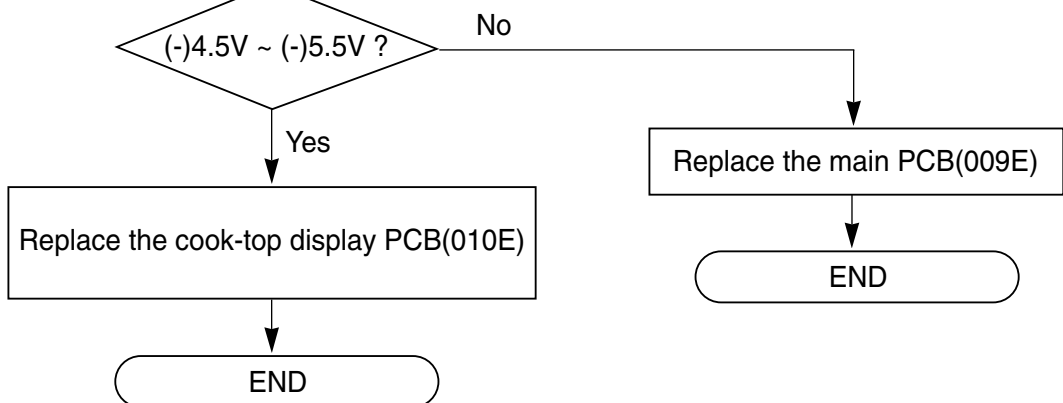 (-)4.5V ~ (-)5.5V ?
No
Yes
Replace the main PCB(009E)
Replace the cook-top display PCB(010E)
END
END